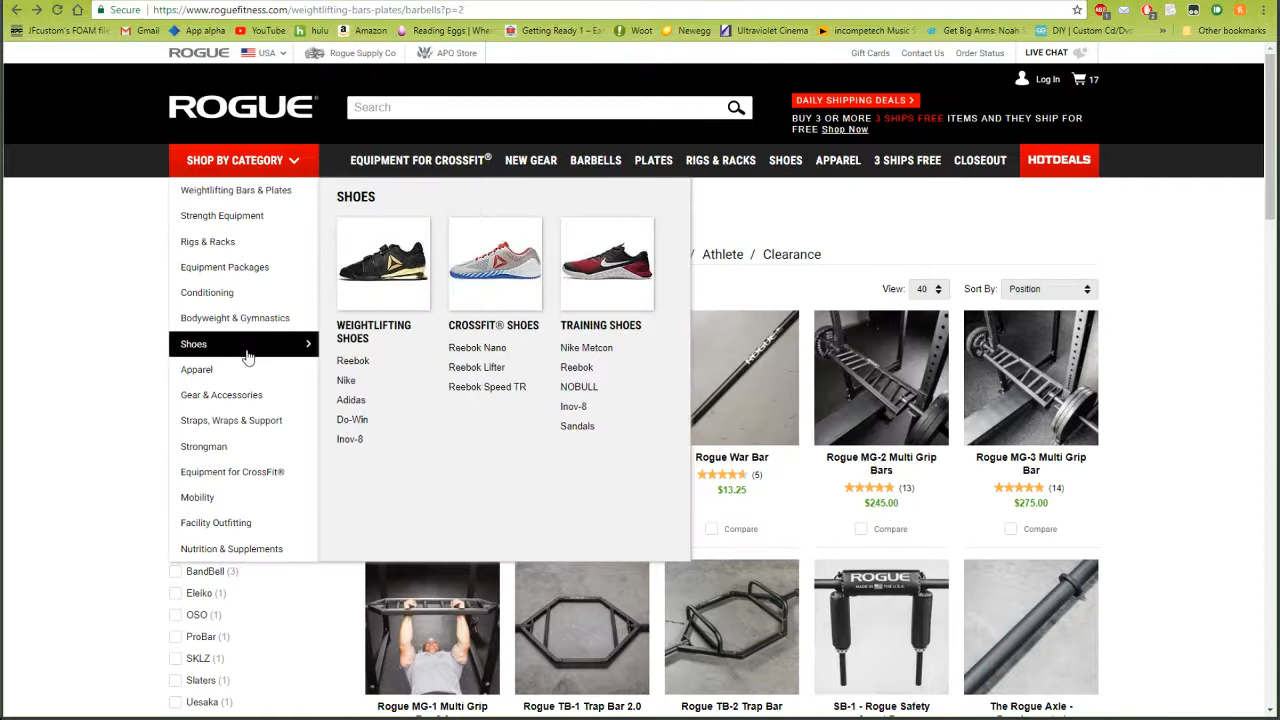 Secure https://www.roguefitness.com/weightlifting-bars-plates/barbells?p=2
JFcustom's FOAM file
Gmail
App alpha
YouTube
hulu
Amazon
Reading Eggs /
Getting Ready 1 – Ea
Woot
Newegg
Ultraviolet Cinema
incompetech Music S
Get Big Arms: Noah S
DIY | Custom Cd/Dv
Other bookmarks
ROGUE USA Rogue Supply Co APO Store
Gift Cards Contact Us Order Status LIVE CHAT
Log In 17
ROGUE
Search
DAILY SHIPPING DEALS >
BUY 3 OR MORE 3 SHIPS FREE ITEMS AND THEY SHIP FOR
FREE Shop Now
SHOP BY CATEGORY EQUIPMENT FOR CROSSFIT® NEW GEAR BARBELLS PLATES RIGS & RACKS SHOES APPAREL 3 SHIPS FREE CLOSEOUT HOTDEALS
Weightlifting Bars & Plates
Strength Equipment
Rigs & Racks
Equipment Packages
Conditioning
Bodyweight & Gymnastics
Shoes
Apparel
Gear & Accessories
Straps, Wraps & Support
Strongman
Equipment for CrossFit®
Mobility
Facility Outfitting
Nutrition & Supplements
SHOES
WEIGHTLIFTING
SHOES
Reebok
Nike
Adidas
Do-Win
Inov-8
CROSSFIT® SHOES
Reebok Nano
Reebok Lifter
Reebok Speed TR
TRAINING SHOES
Nike Metcon
Reebok
NOBULL
Inov-8
Sandals
/ Athlete / Clearance
View: 40 Sort By: Position
ROGUE
Rogue War Bar
(5)
$13.25
Compare
Rogue MG-2 Multi Grip
Bars
(13)
$245.00
Compare
Rogue MG-3 Multi Grip
Bar
(14)
$275.00
Compare
BandBell (3)
Eleiko (1)
OSO (1)
ProBar (1)
SKLZ (1)
Slaters (1)
Uesaka (1)
ROGUE
MADE IN THE U.S.A.
Rogue MG-1 Multi Grip
Rogue TB-1 Trap Bar 2.0
Rogue TB-2 Trap Bar
SB-1 - Rogue Safety
The Rogue Axle -